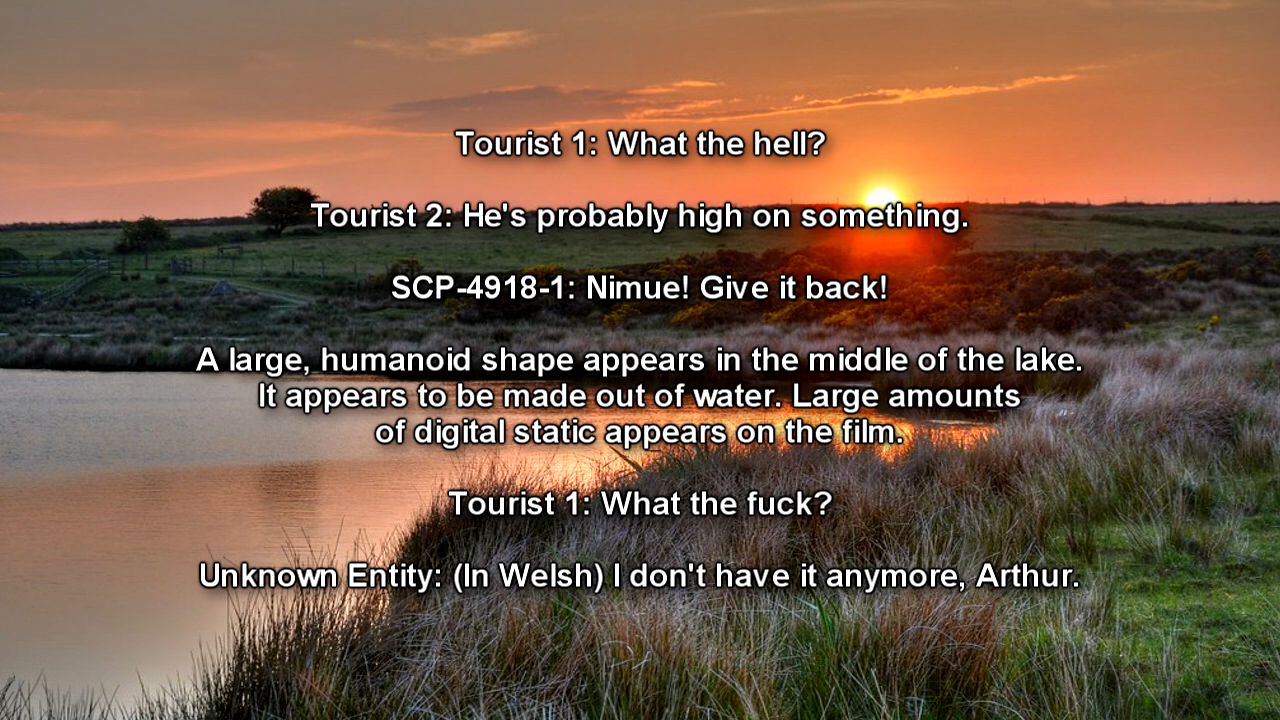 Tourist 1: What the hell?
Tourist 2: He's probably high on something.
SCP-4918-1: Nimue! Give it back!
A large, humanoid shape appears in the middle of the lake.
It appears to be made out of water. Large amounts
of digital static appears on the film.
Tourist 1: What the fuck?
Unknown Entity: (In Welsh) I don't have it anymore, Arthur.